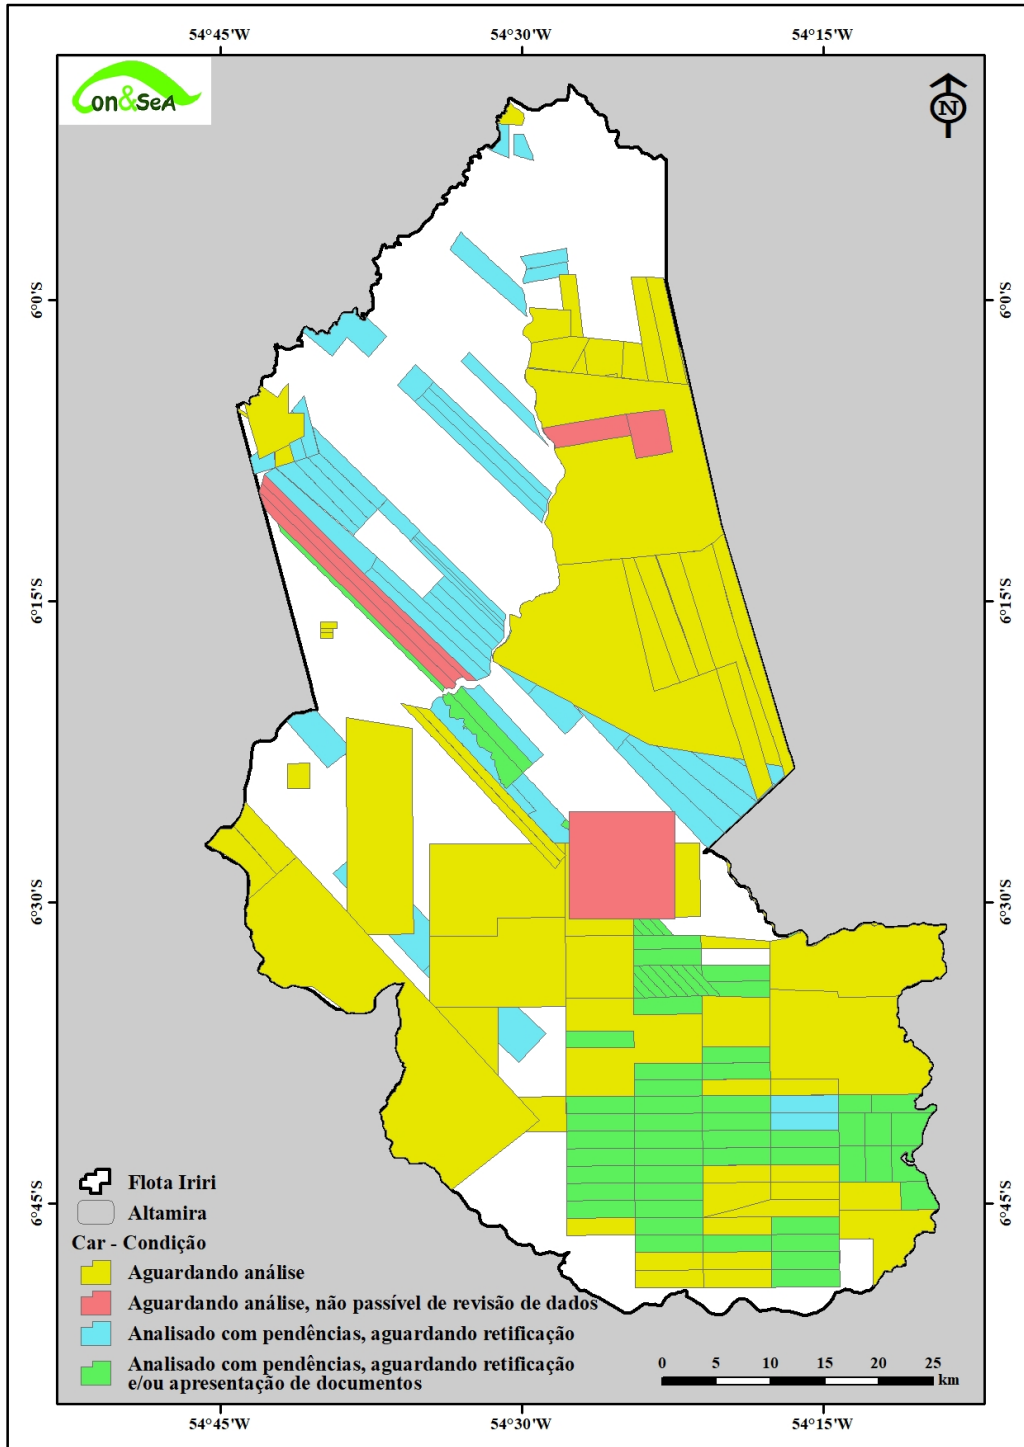 54°45'W 54°30'W 54°15'W
on&SeA
N
6°0'S 6°0'S
6°15'S 6°15'S
6°30'S 6°30'S
6°45'S 6°45'S
Flota Iriri
Altamira
Car - Condição
Aguardando análise
Aguardando análise, não passível de revisão de dados
Analisado com pendências, aguardando retificação
Analisado com pendências, aguardando retificação
e/ou apresentação de documentos
0 5 10 15 20 25
km
54°45'W 54°30'W 54°15'W